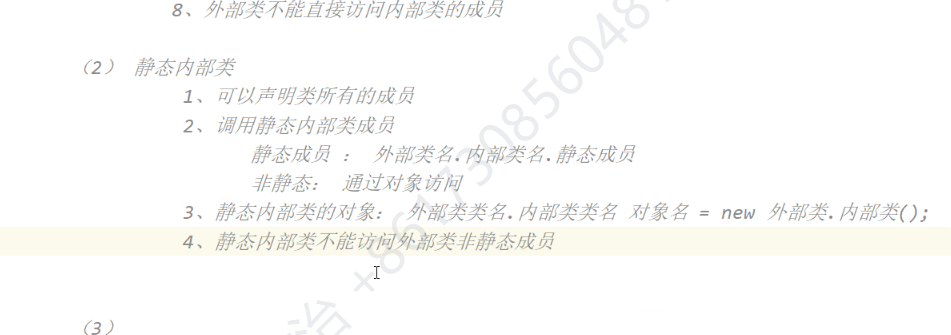 8、外部类不能直接访问内部类的成员
（2） 静态内部类
1、可以声明类所有的成员
2、调用静态内部类成员
静态成员 ： 外部类名.内部类名.静态成员
非静态： 通过对象访问
3、静态内部类的对象： 外部类类名.内部类类名 对象名 = new 外部类.内部类();
4、静态内部类不能访问外部类非静态成员
（3）